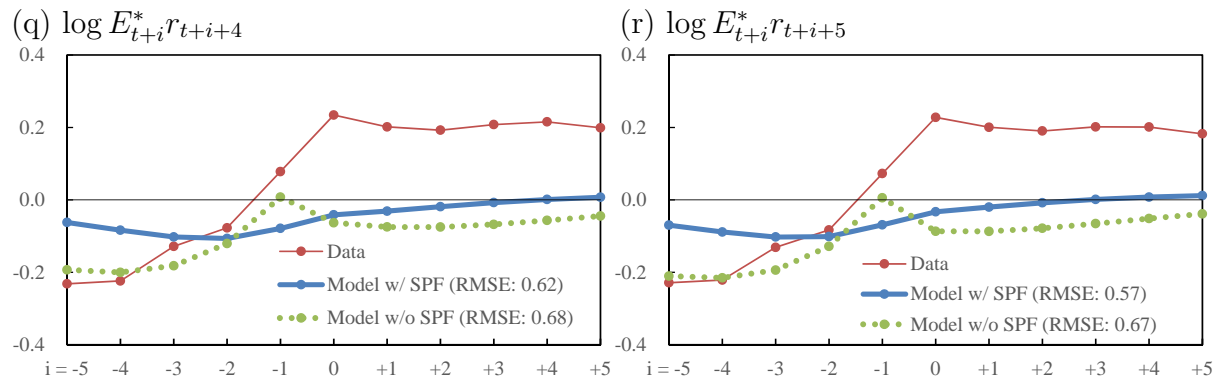 (q) log E*_{t+i} r_{t+i+4}
0.4
0.2
0.0
-0.2
-0.4
Data
Model w/ SPF (RMSE: 0.62)
Model w/o SPF (RMSE: 0.68)
i = -5 -4 -3 -2 -1 0 +1 +2 +3 +4 +5
(r) log E*_{t+i} r_{t+i+5}
0.4
0.2
0.0
-0.2
-0.4
Data
Model w/ SPF (RMSE: 0.57)
Model w/o SPF (RMSE: 0.67)
i = -5 -4 -3 -2 -1 0 +1 +2 +3 +4 +5